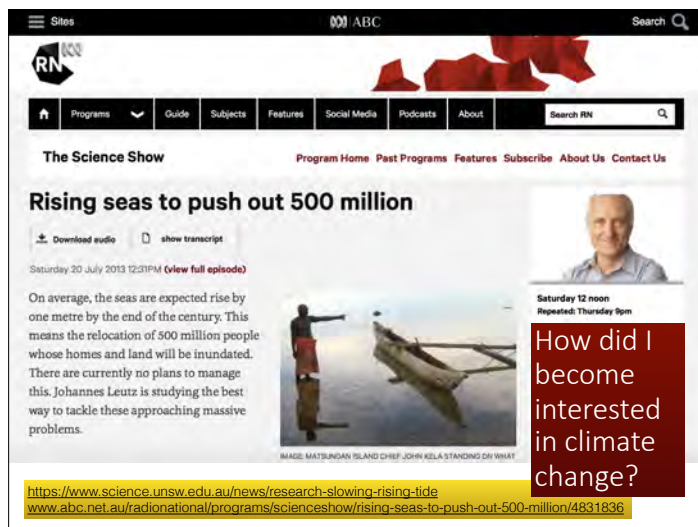 Sites
ABC
Search
RN
Programs
Guide
Subjects
Features
Social Media
Podcasts
About
Search RN
The Science Show
Program Home Past Programs Features Subscribe About Us Contact Us
Rising seas to push out 500 million
Download audio
show transcript
Saturday 20 July 2013 12:31PM (view full episode)
On average, the seas are expected rise by
one metre by the end of the century. This
means the relocation of 500 million people
whose homes and land will be inundated.
There are currently no plans to manage
this. Johannes Leutz is studying the best
way to tackle these approaching massive
problems.
IMAGE: MATSUNGAN ISLAND CHIEF JOHN KELA STANDING ON WHAT
Saturday 12 noon
Repeated: Thursday 9pm
How did I
become
interested
in climate
change?
https://www.science.unsw.edu.au/news/research-slowing-rising-tide
www.abc.net.au/radionational/programs/scienceshow/rising-seas-to-push-out-500-million/4831836